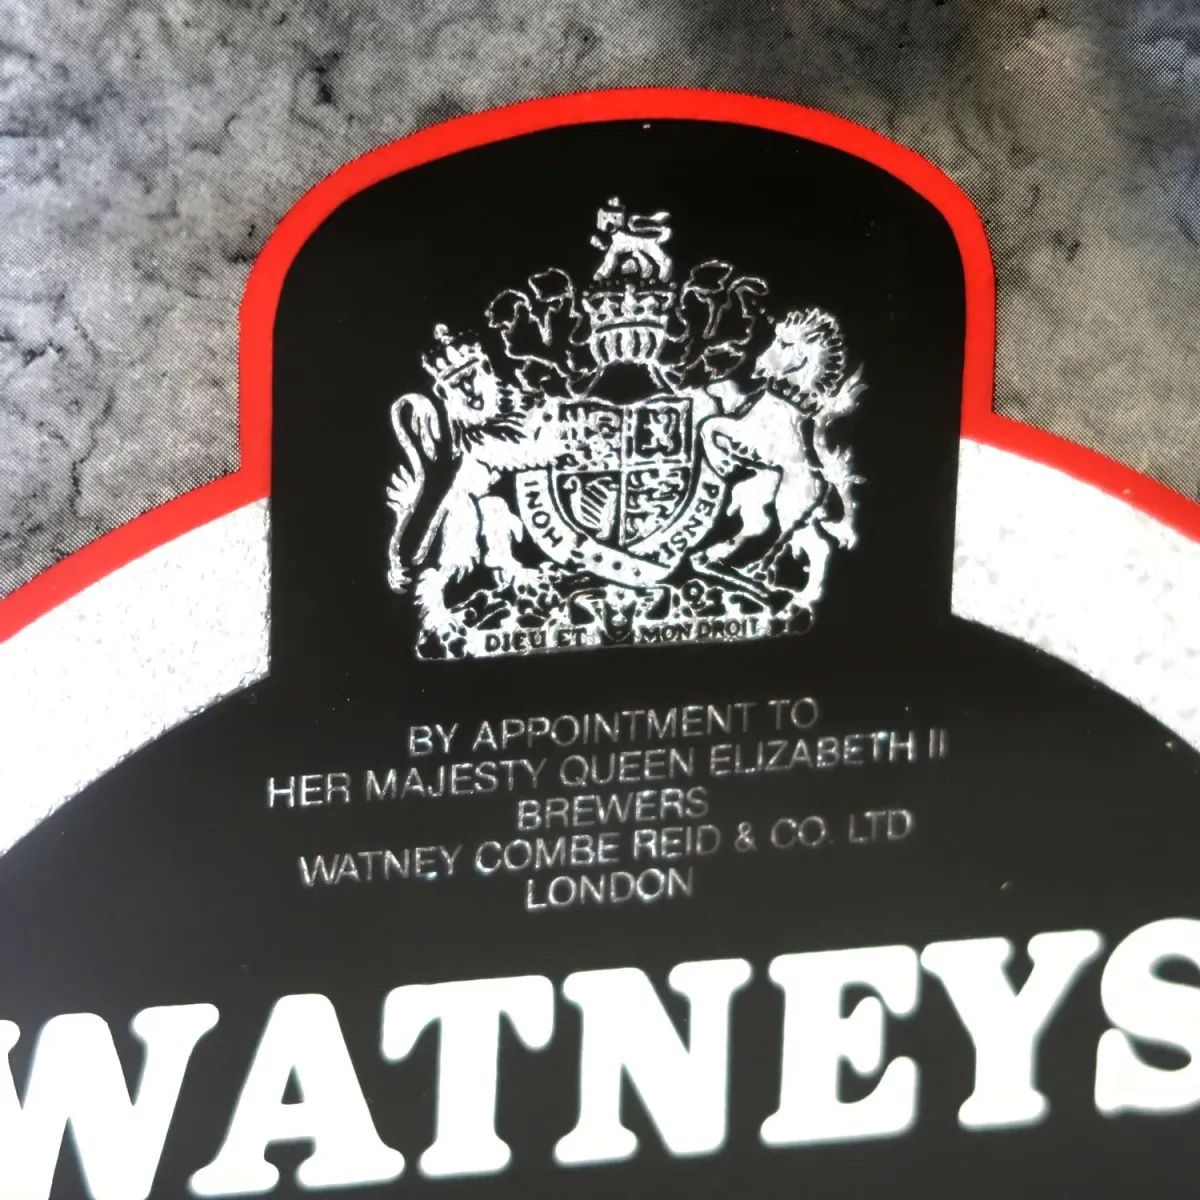 HONI
PENSE
DIEU ET MON DROIT
BY APPOINTMENT TO
HER MAJESTY QUEEN ELIZABETH II
BREWERS
WATNEY COMBE REID & CO. LTD
LONDON
WATNEYS